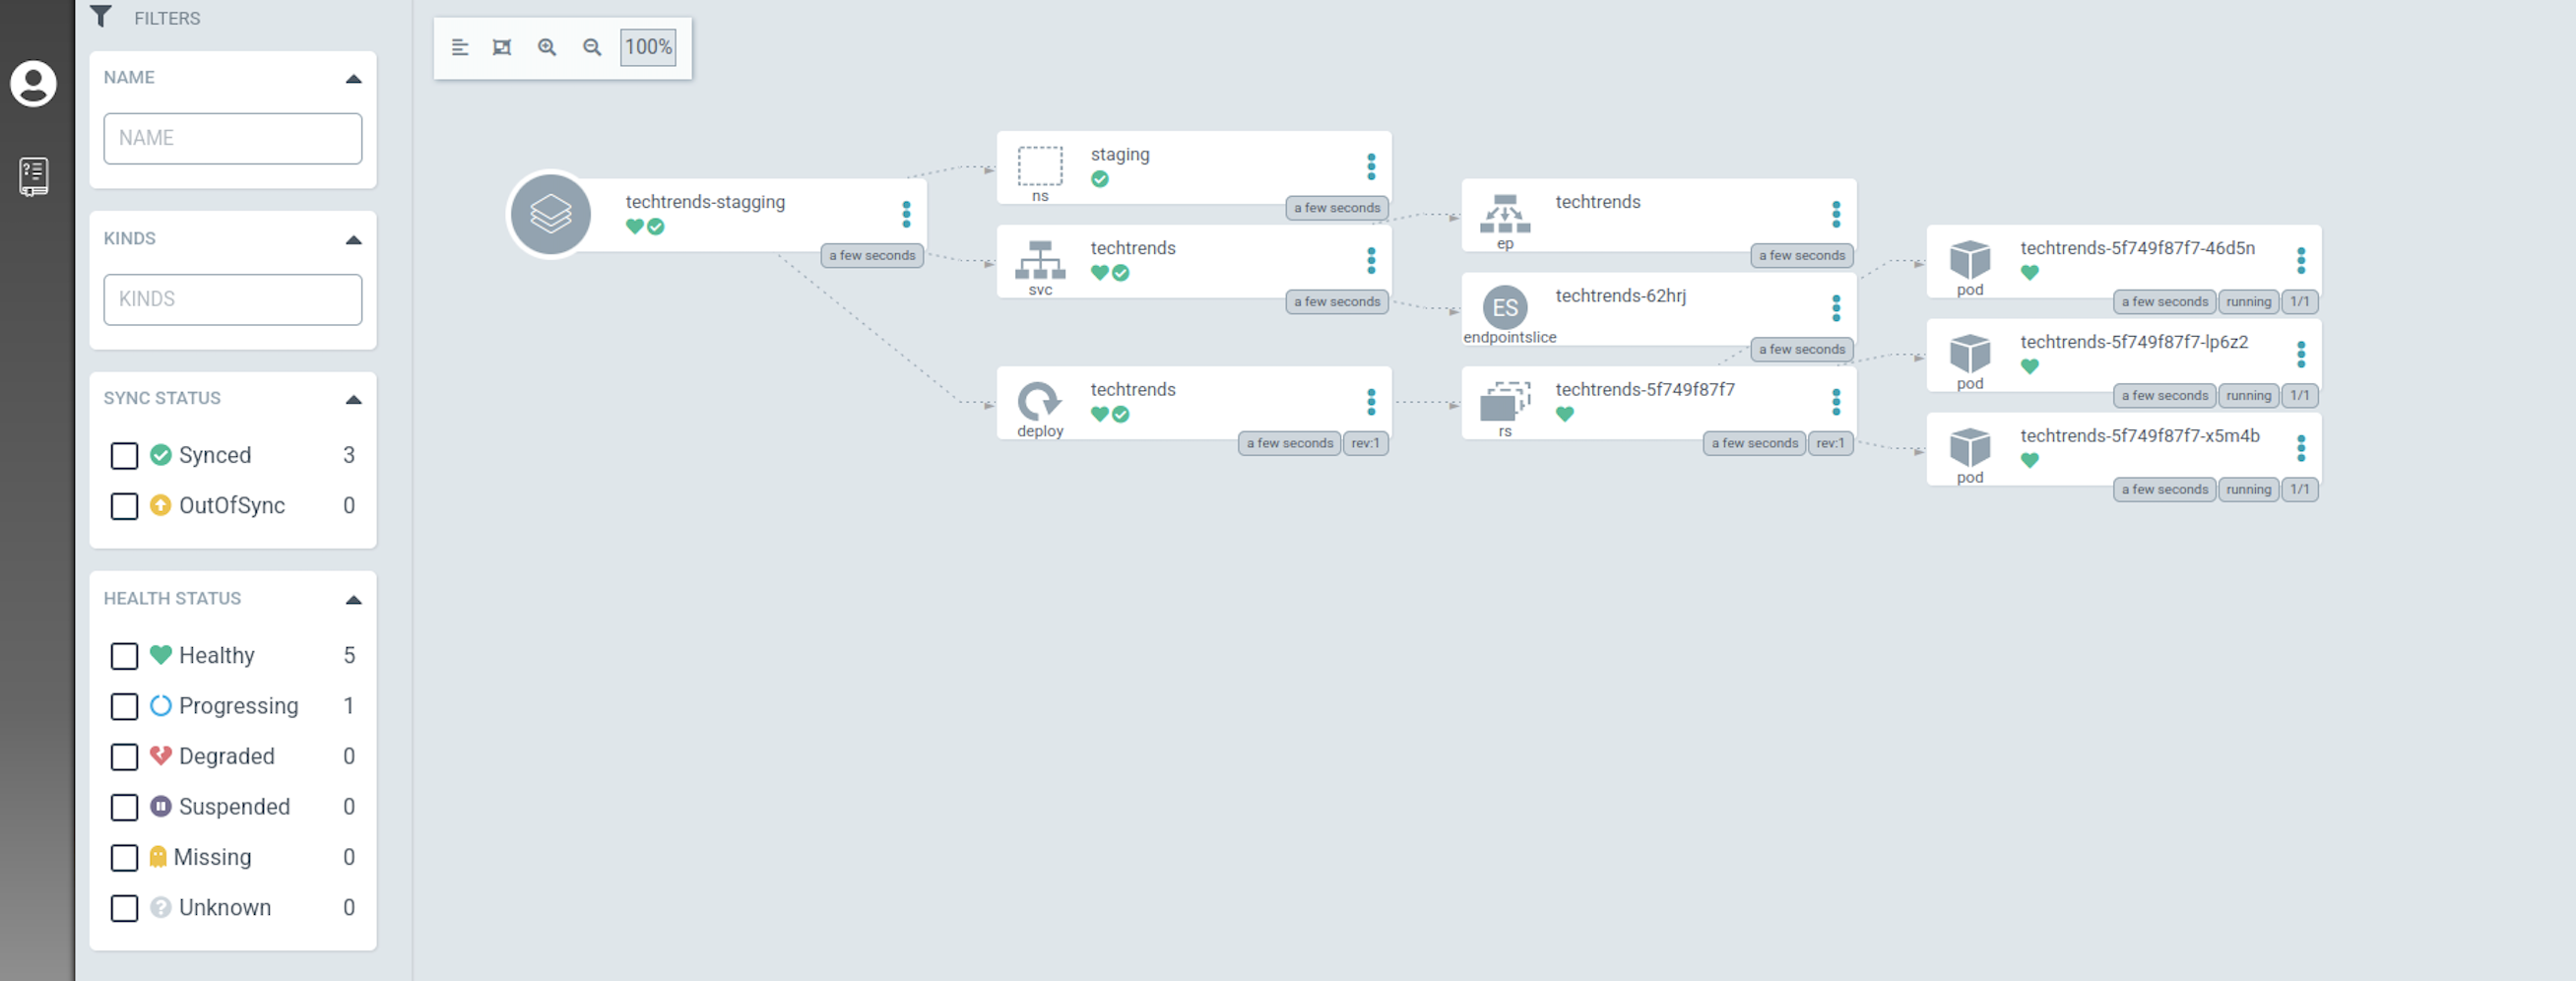 FILTERS
NAME
NAME
KINDS
KINDS
SYNC STATUS
Synced 3
OutOfSync 0
HEALTH STATUS
Healthy 5
Progressing 1
Degraded 0
Suspended 0
Missing 0
Unknown 0
100%
techtrends-stagging
a few seconds
staging
ns
a few seconds
techtrends
svc
a few seconds
techtrends
deploy
a few seconds rev:1
techtrends
ep
a few seconds
techtrends-62hrj
ES
endpointslice
a few seconds
techtrends-5f749f87f7
rs
a few seconds rev:1
techtrends-5f749f87f7-46d5n
pod
a few seconds running 1/1
techtrends-5f749f87f7-lp6z2
pod
a few seconds running 1/1
techtrends-5f749f87f7-x5m4b
pod
a few seconds running 1/1